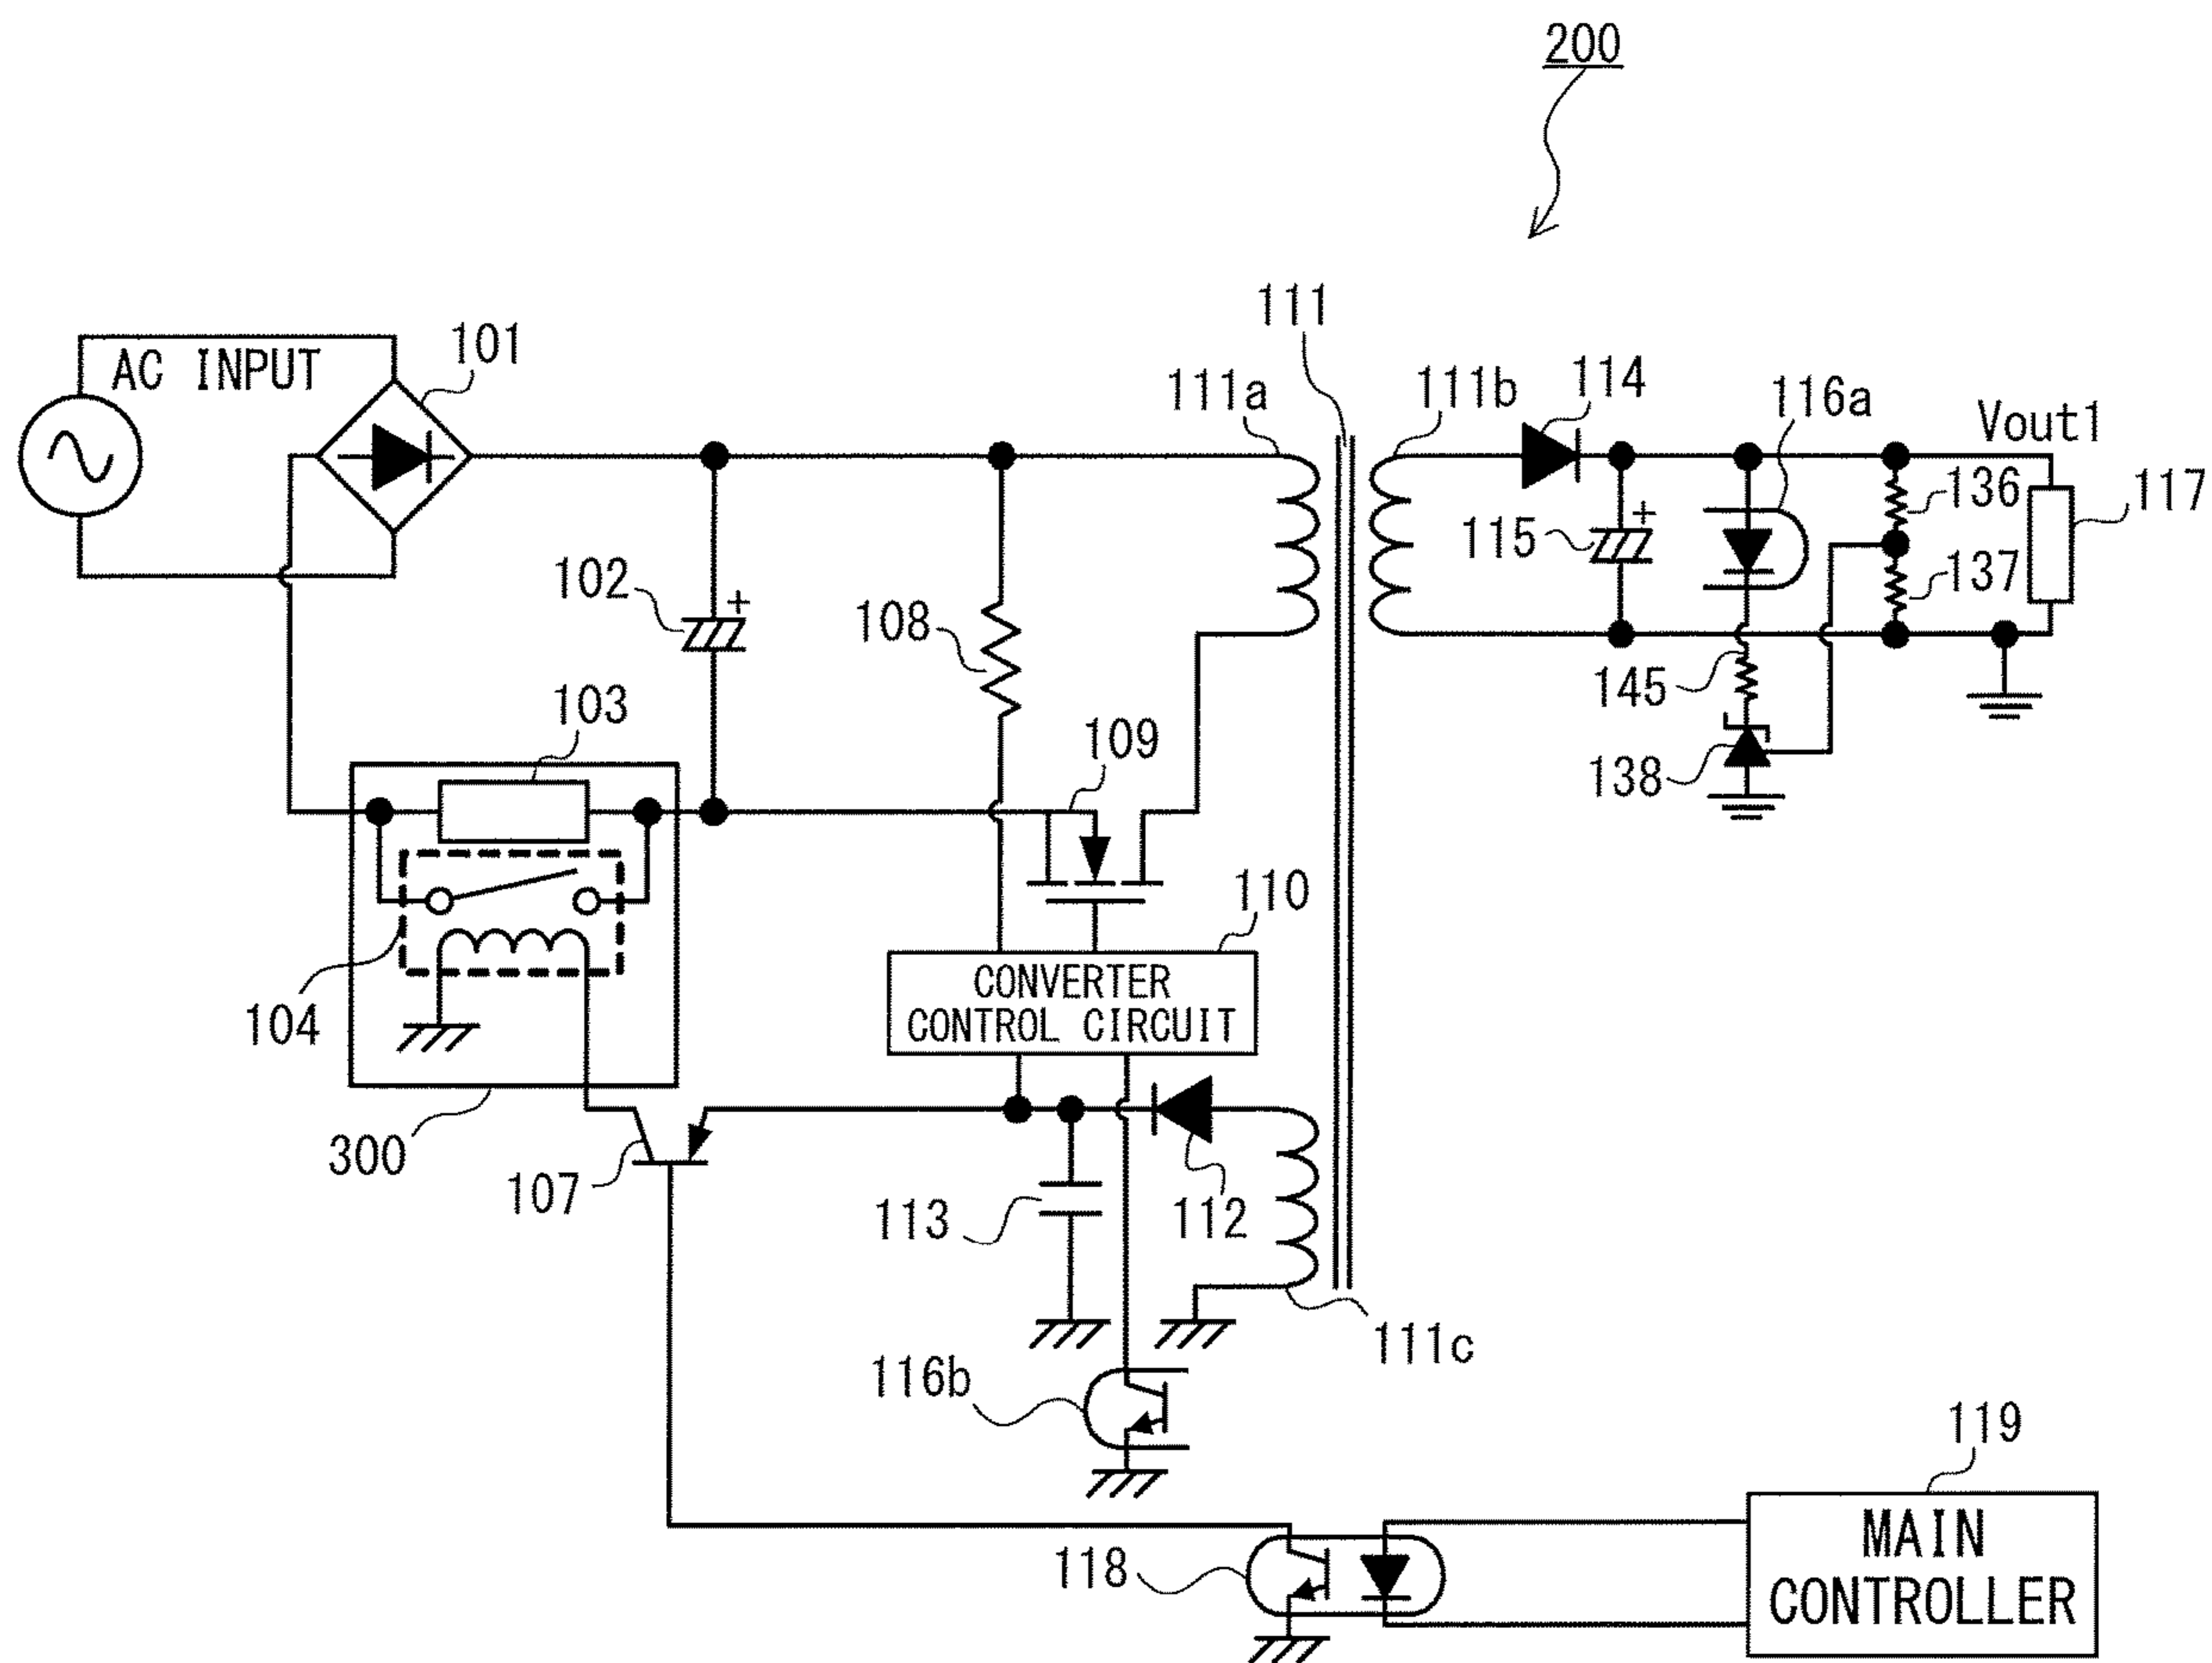 200
111
AC INPUT
101
111a
111b
114
116a
Vout1
136
117
115
102
137
108
145
103
109
138
110
CONVERTER
CONTROL CIRCUIT
104
300
107
113
112
111c
116b
119
118
MAIN
CONTROLLER
+
+